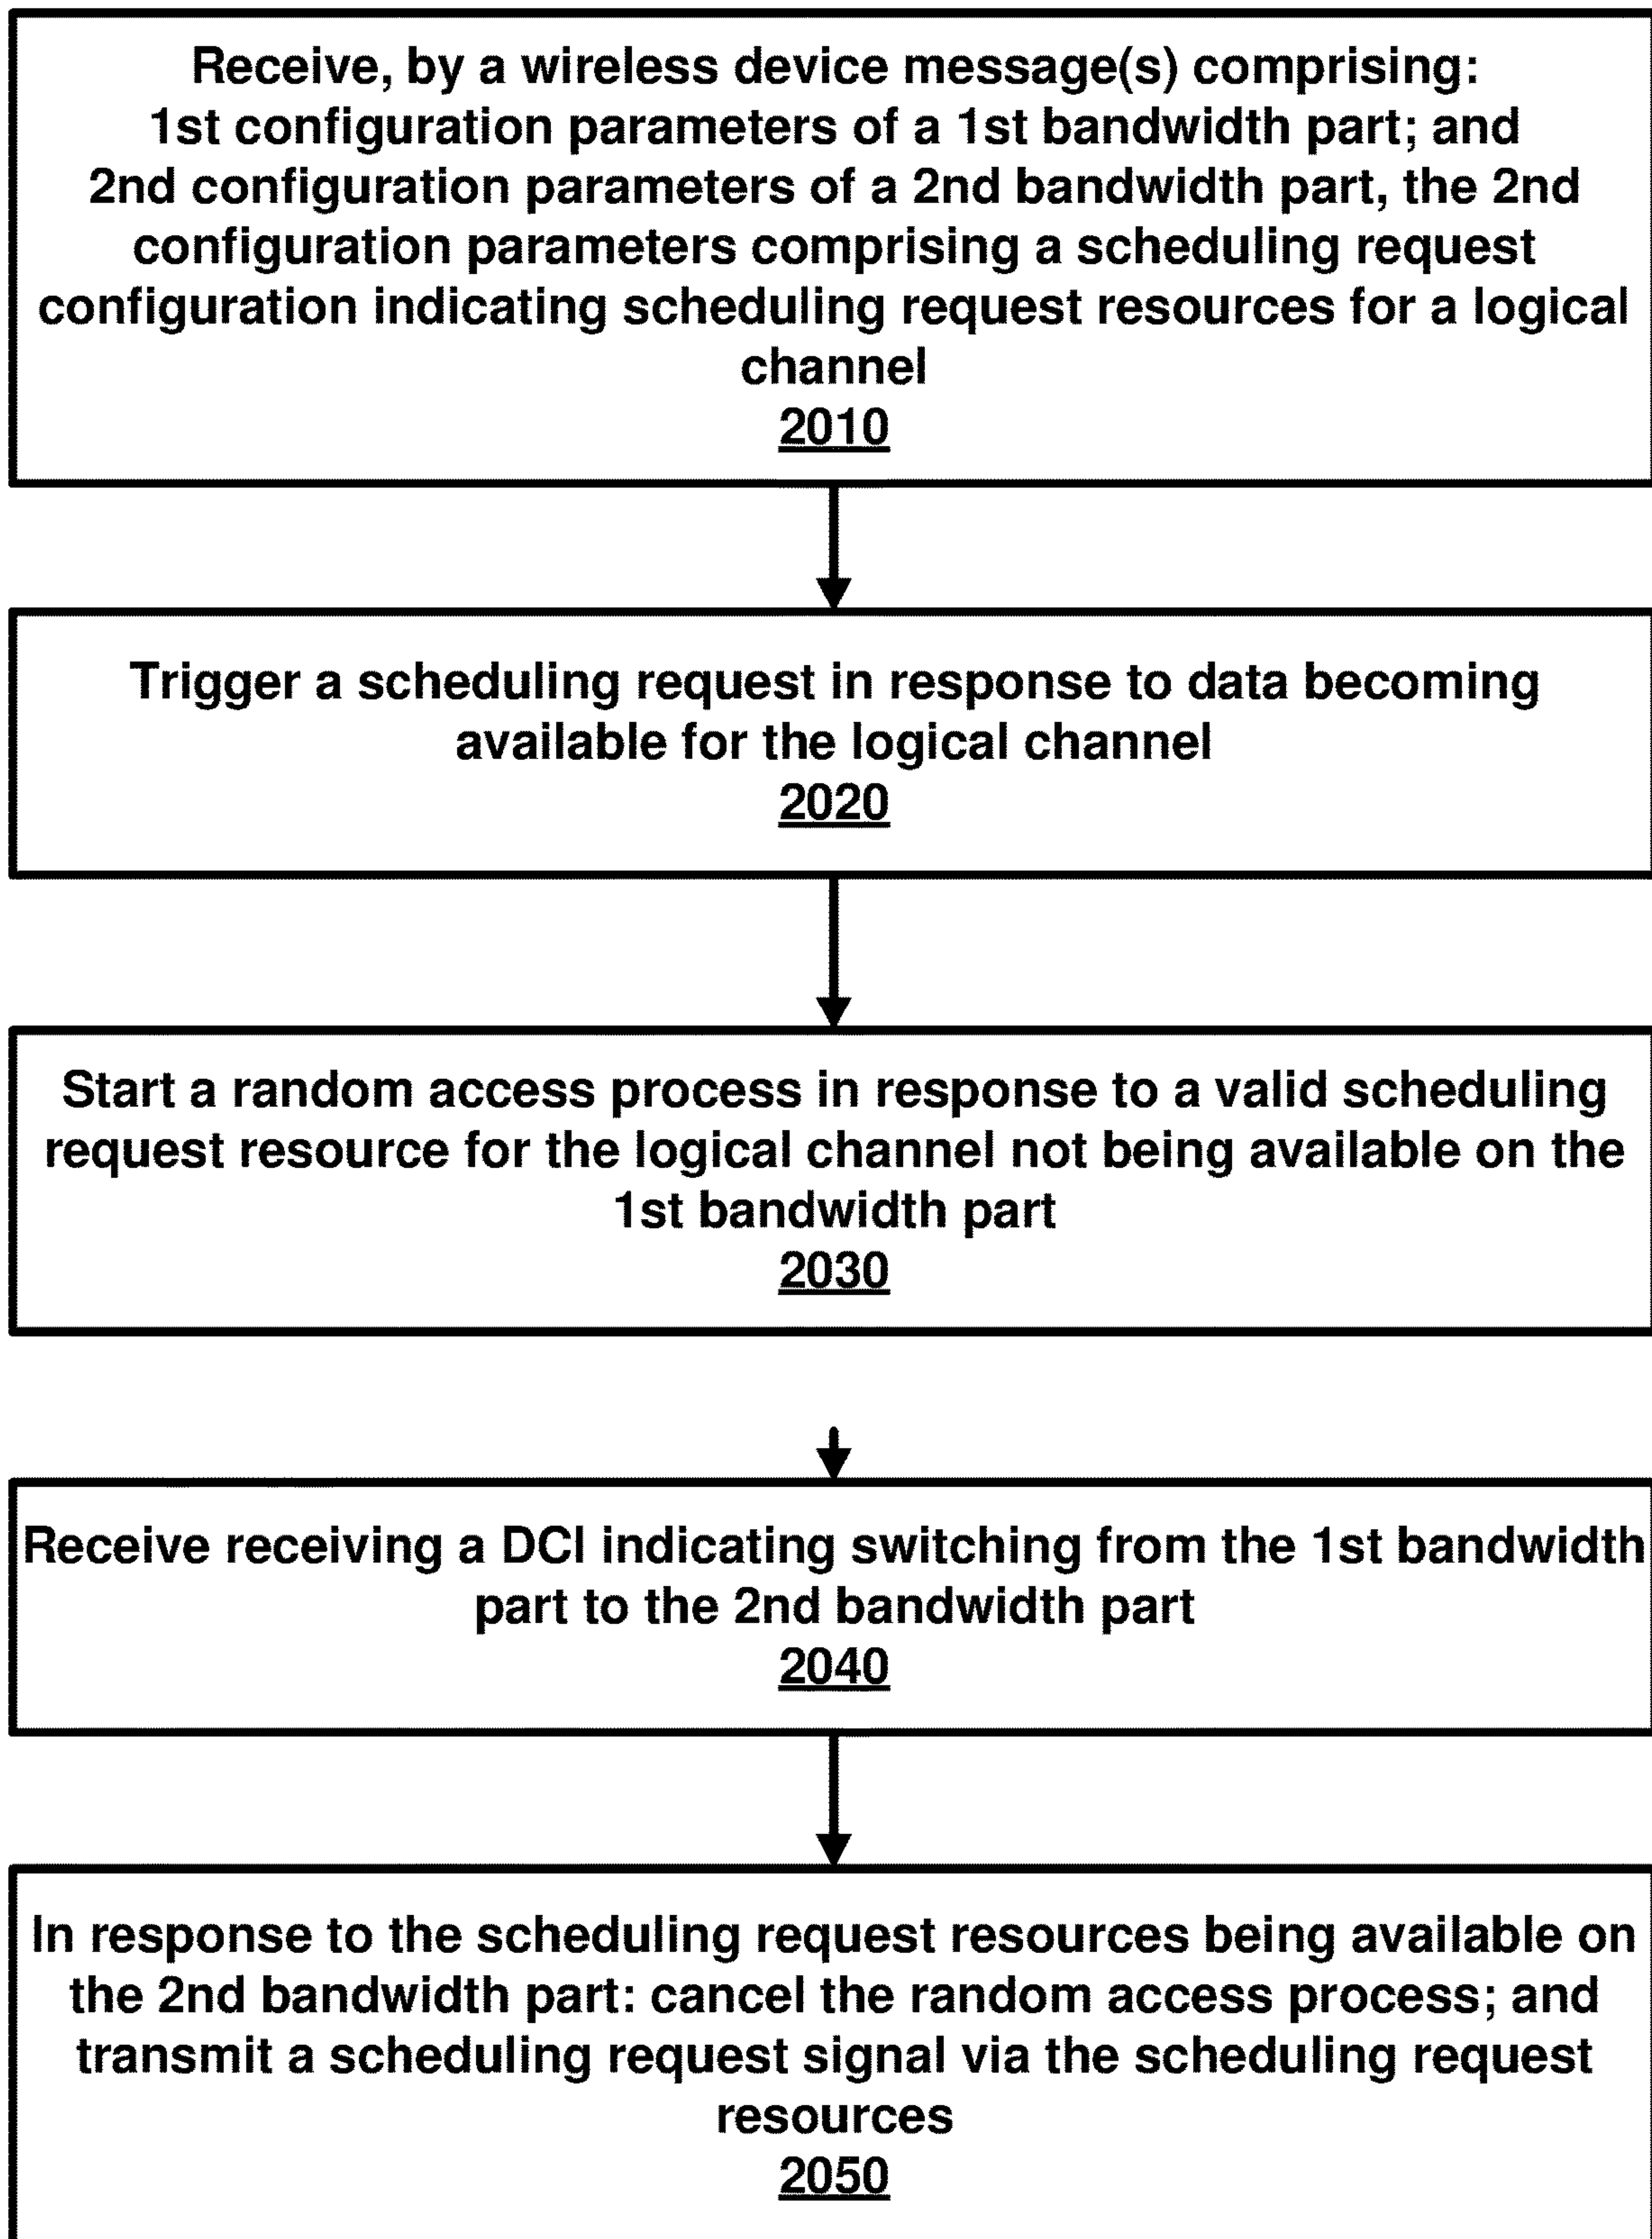 Receive, by a wireless device message(s) comprising:
1st configuration parameters of a 1st bandwidth part; and
2nd configuration parameters of a 2nd bandwidth part, the 2nd
configuration parameters comprising a scheduling request
configuration indicating scheduling request resources for a logical
channel
2010
Trigger a scheduling request in response to data becoming
available for the logical channel
2020
Start a random access process in response to a valid scheduling
request resource for the logical channel not being available on the
1st bandwidth part
2030
Receive receiving a DCI indicating switching from the 1st bandwidth
part to the 2nd bandwidth part
2040
In response to the scheduling request resources being available on
the 2nd bandwidth part: cancel the random access process; and
transmit a scheduling request signal via the scheduling request
resources
2050